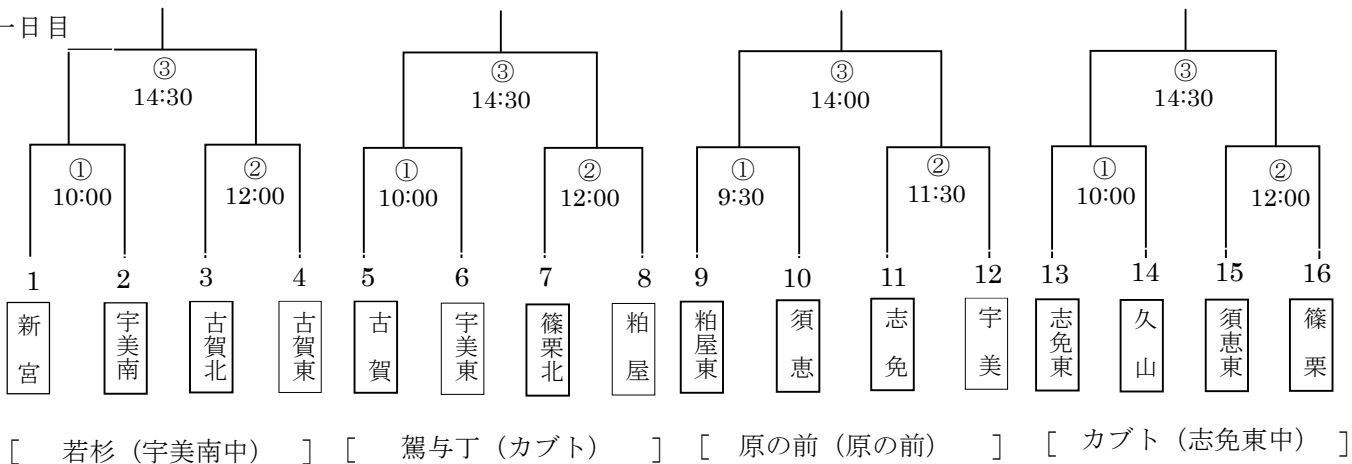 一日目
③ ③ ③ ③
14:30 14:30 14:00 14:30
① ② ① ② ① ② ① ②
10:00 12:00 10:00 12:00 9:30 11:30 10:00 12:00
1 2 3 4 5 6 7 8 9 10 11 12 13 14 15 16
新宮 宇美南 古賀北 古賀東 古賀 宇美東 篠栗北 粕屋 粕屋東 須恵 志免 宇美 志免東 久山 須恵東 篠栗
[ 若杉（宇美南中） ] [ 駕与丁（カブト） ] [ 原の前（原の前） ] [ カブト（志免東中） ]